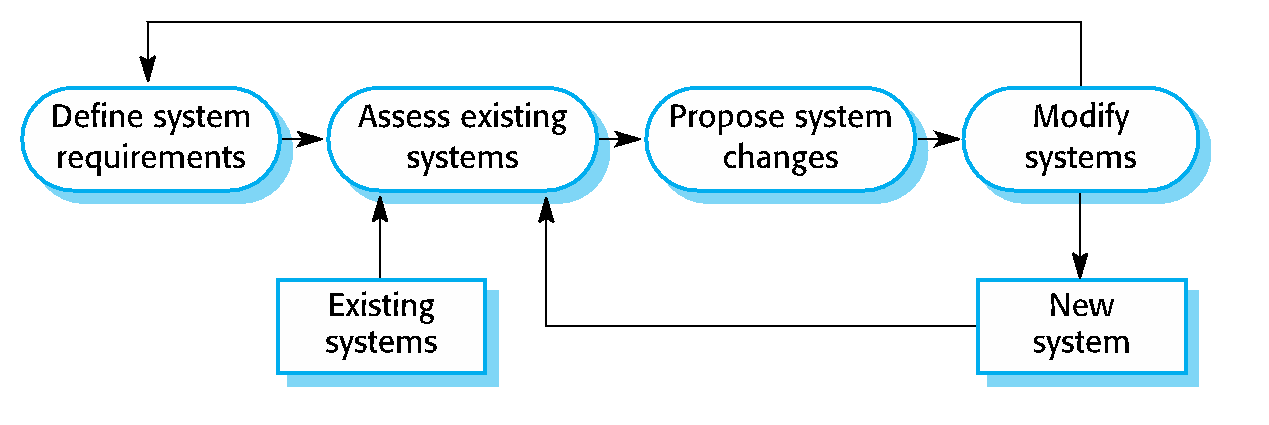 Define system
requirements
Assess existing
systems
Propose system
changes
Modify
systems
Existing
systems
New
system